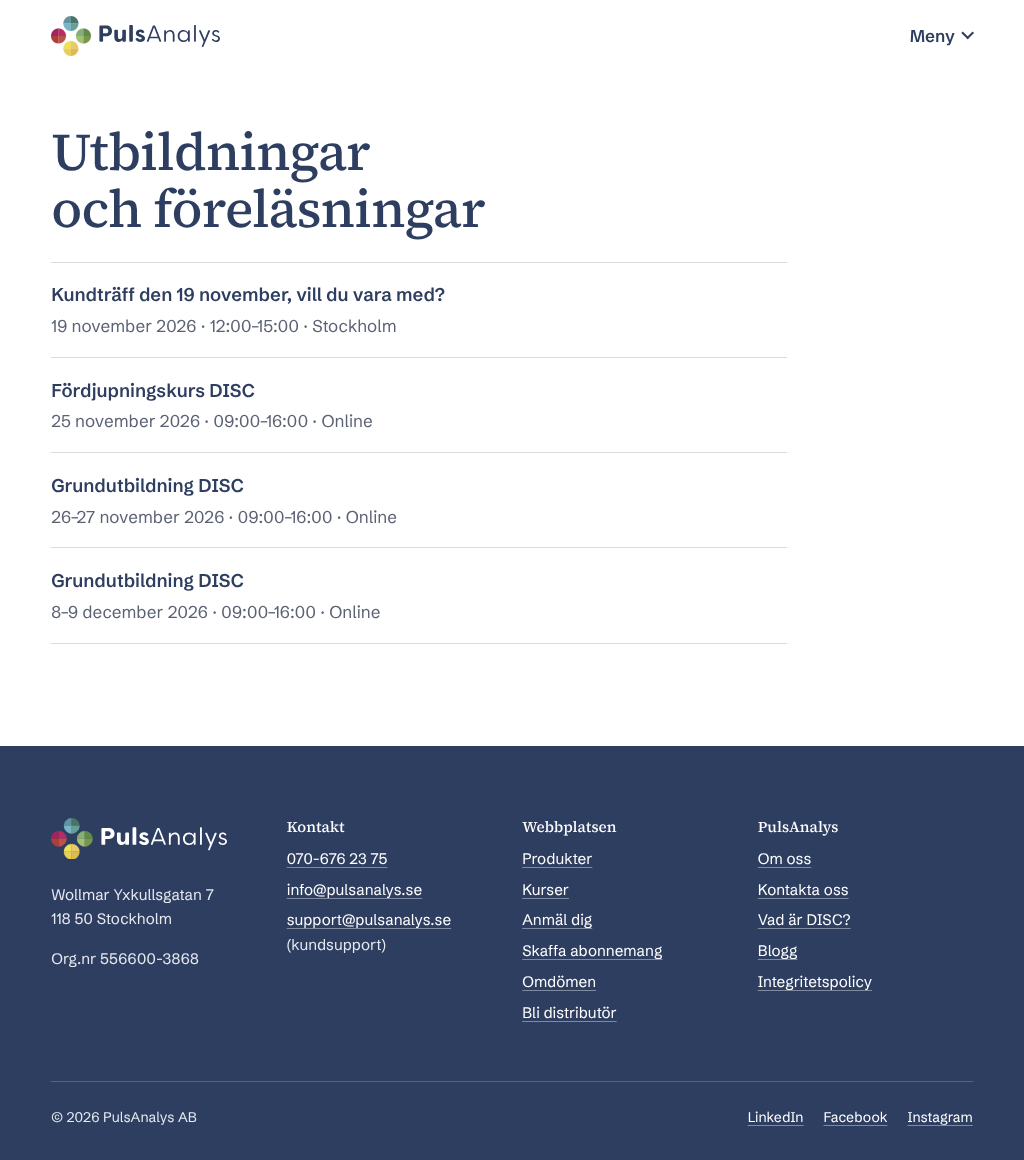 PulsAnalys
Meny
Utbildningar
och föreläsningar
Kundträff den 19 november, vill du vara med?
19 november 2026 · 12:00–15:00 · Stockholm
Fördjupningskurs DISC
25 november 2026 · 09:00–16:00 · Online
Grundutbildning DISC
26–27 november 2026 · 09:00–16:00 · Online
Grundutbildning DISC
8–9 december 2026 · 09:00–16:00 · Online
PulsAnalys
Wollmar Yxkullsgatan 7
118 50 Stockholm
Org.nr 556600-3868
Kontakt
070-676 23 75
info@pulsanalys.se
support@pulsanalys.se
(kundsupport)
Webbplatsen
Produkter
Kurser
Anmäl dig
Skaffa abonnemang
Omdömen
Bli distributör
PulsAnalys
Om oss
Kontakta oss
Vad är DISC?
Blogg
Integritetspolicy
© 2026 PulsAnalys AB
LinkedIn Facebook Instagram